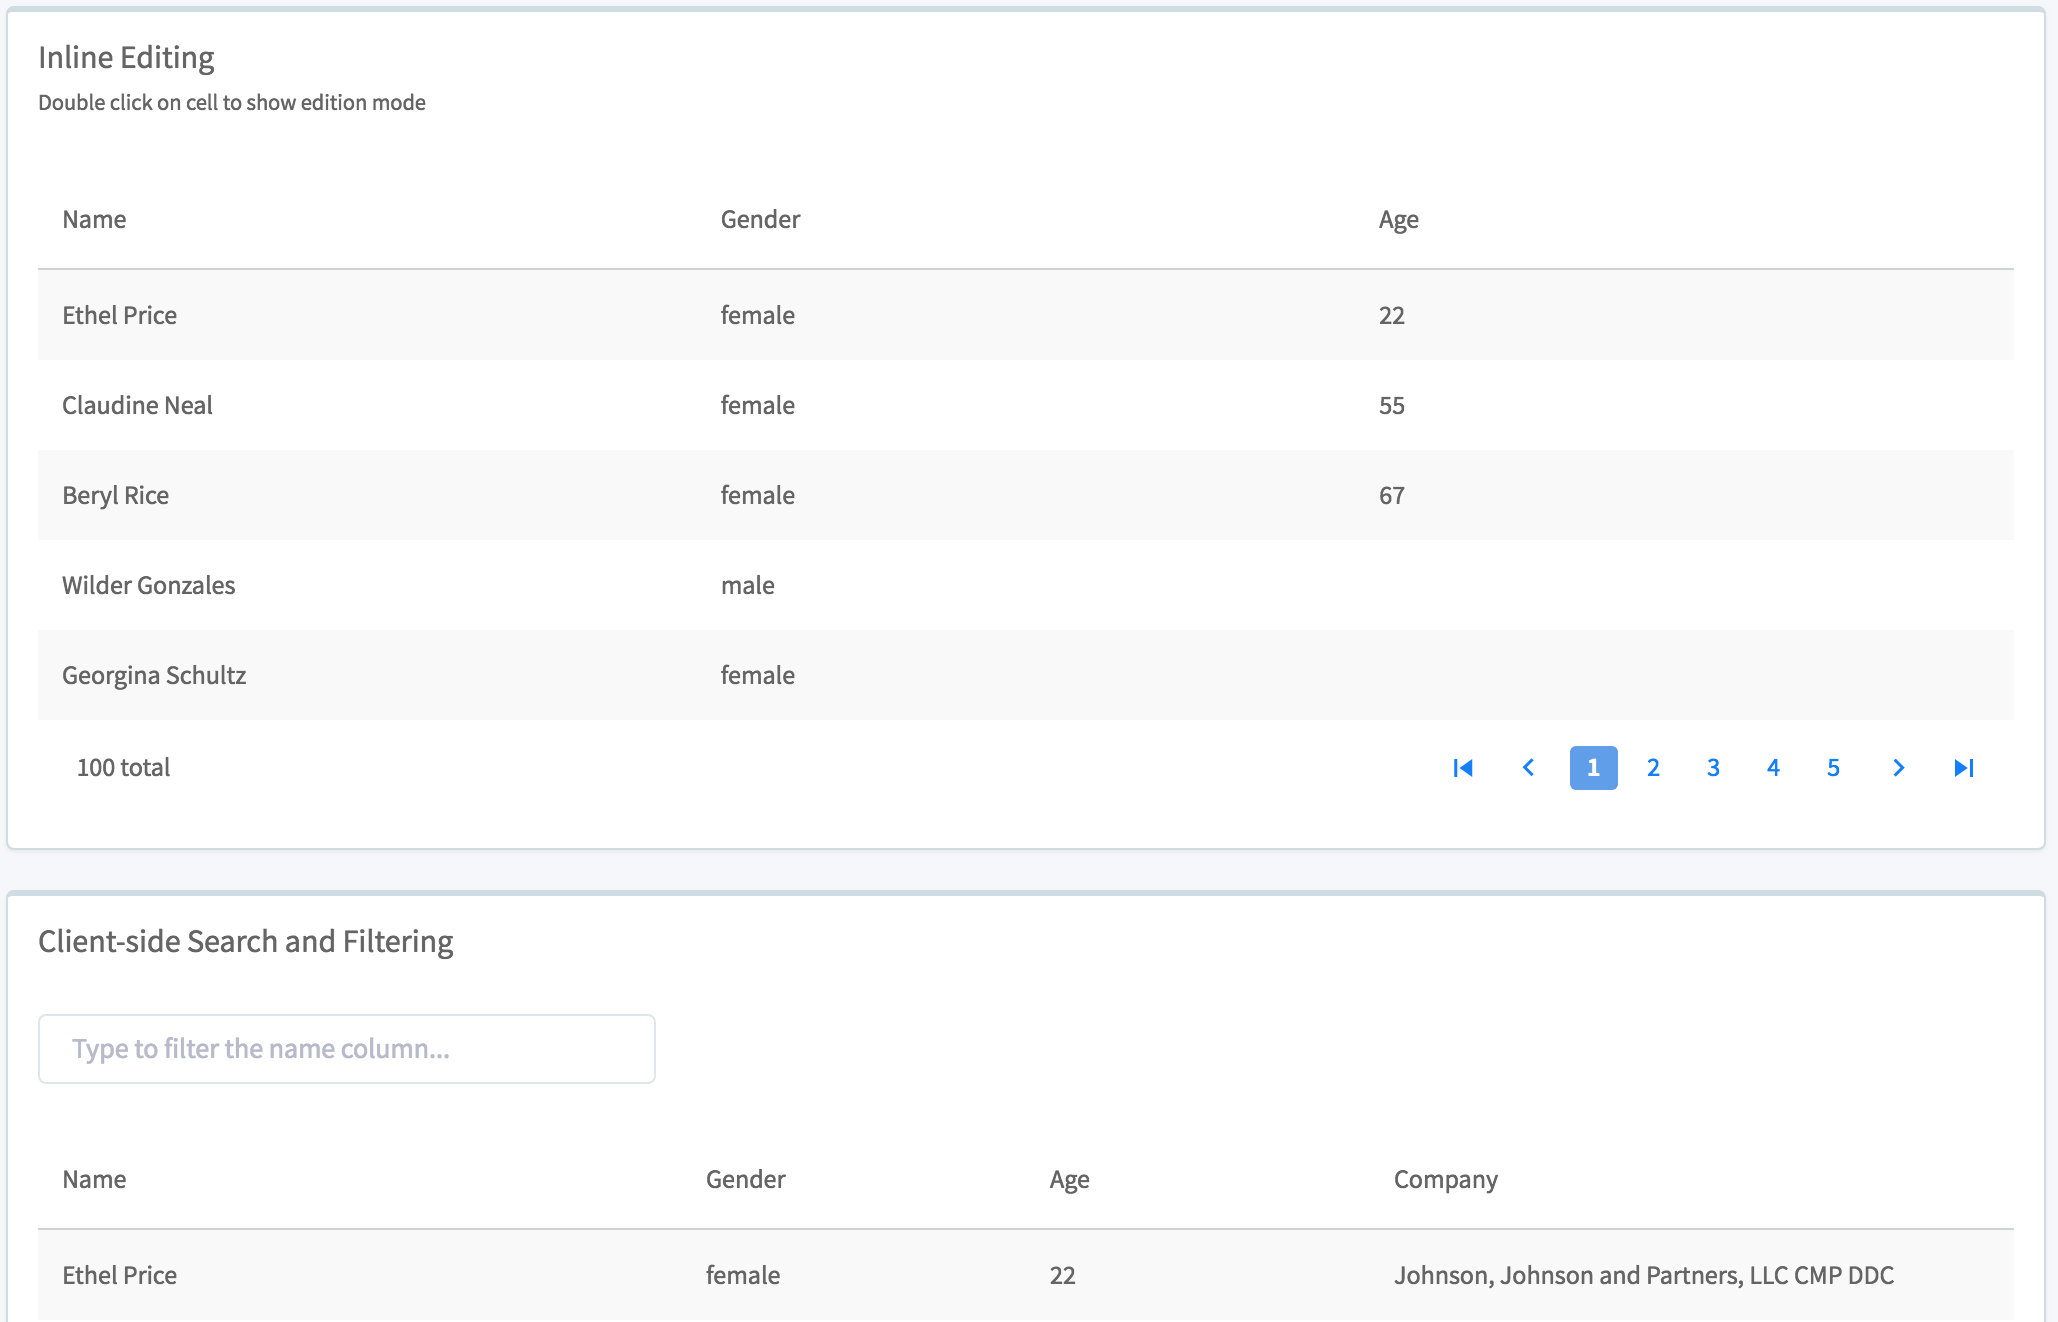 Inline Editing
Double click on cell to show edition mode
Name Gender Age
Ethel Price female 22
Claudine Neal female 55
Beryl Rice female 67
Wilder Gonzales male
Georgina Schultz female
100 total 1 2 3 4 5
Client-side Search and Filtering
Type to filter the name column...
Name Gender Age Company
Ethel Price female 22 Johnson, Johnson and Partners, LLC CMP DDC